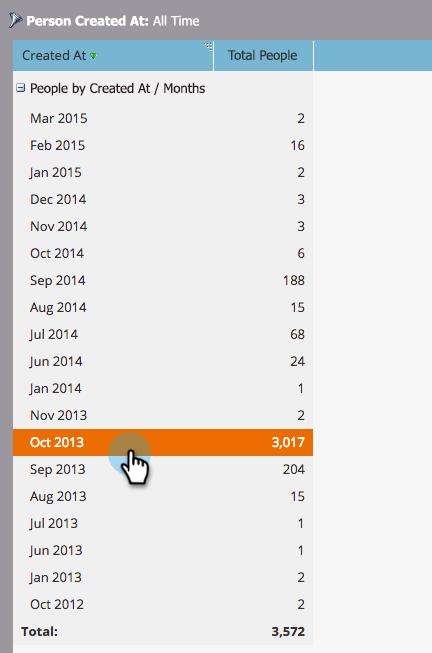 Person Created At: All Time
Created At Total People
People by Created At / Months
Mar 2015 2
Feb 2015 16
Jan 2015 2
Dec 2014 3
Nov 2014 3
Oct 2014 6
Sep 2014 188
Aug 2014 15
Jul 2014 68
Jun 2014 24
Jan 2014 1
Nov 2013 2
Oct 2013 3,017
Sep 2013 204
Aug 2013 15
Jul 2013 1
Jun 2013 1
Jan 2013 2
Oct 2012 2
Total: 3,572